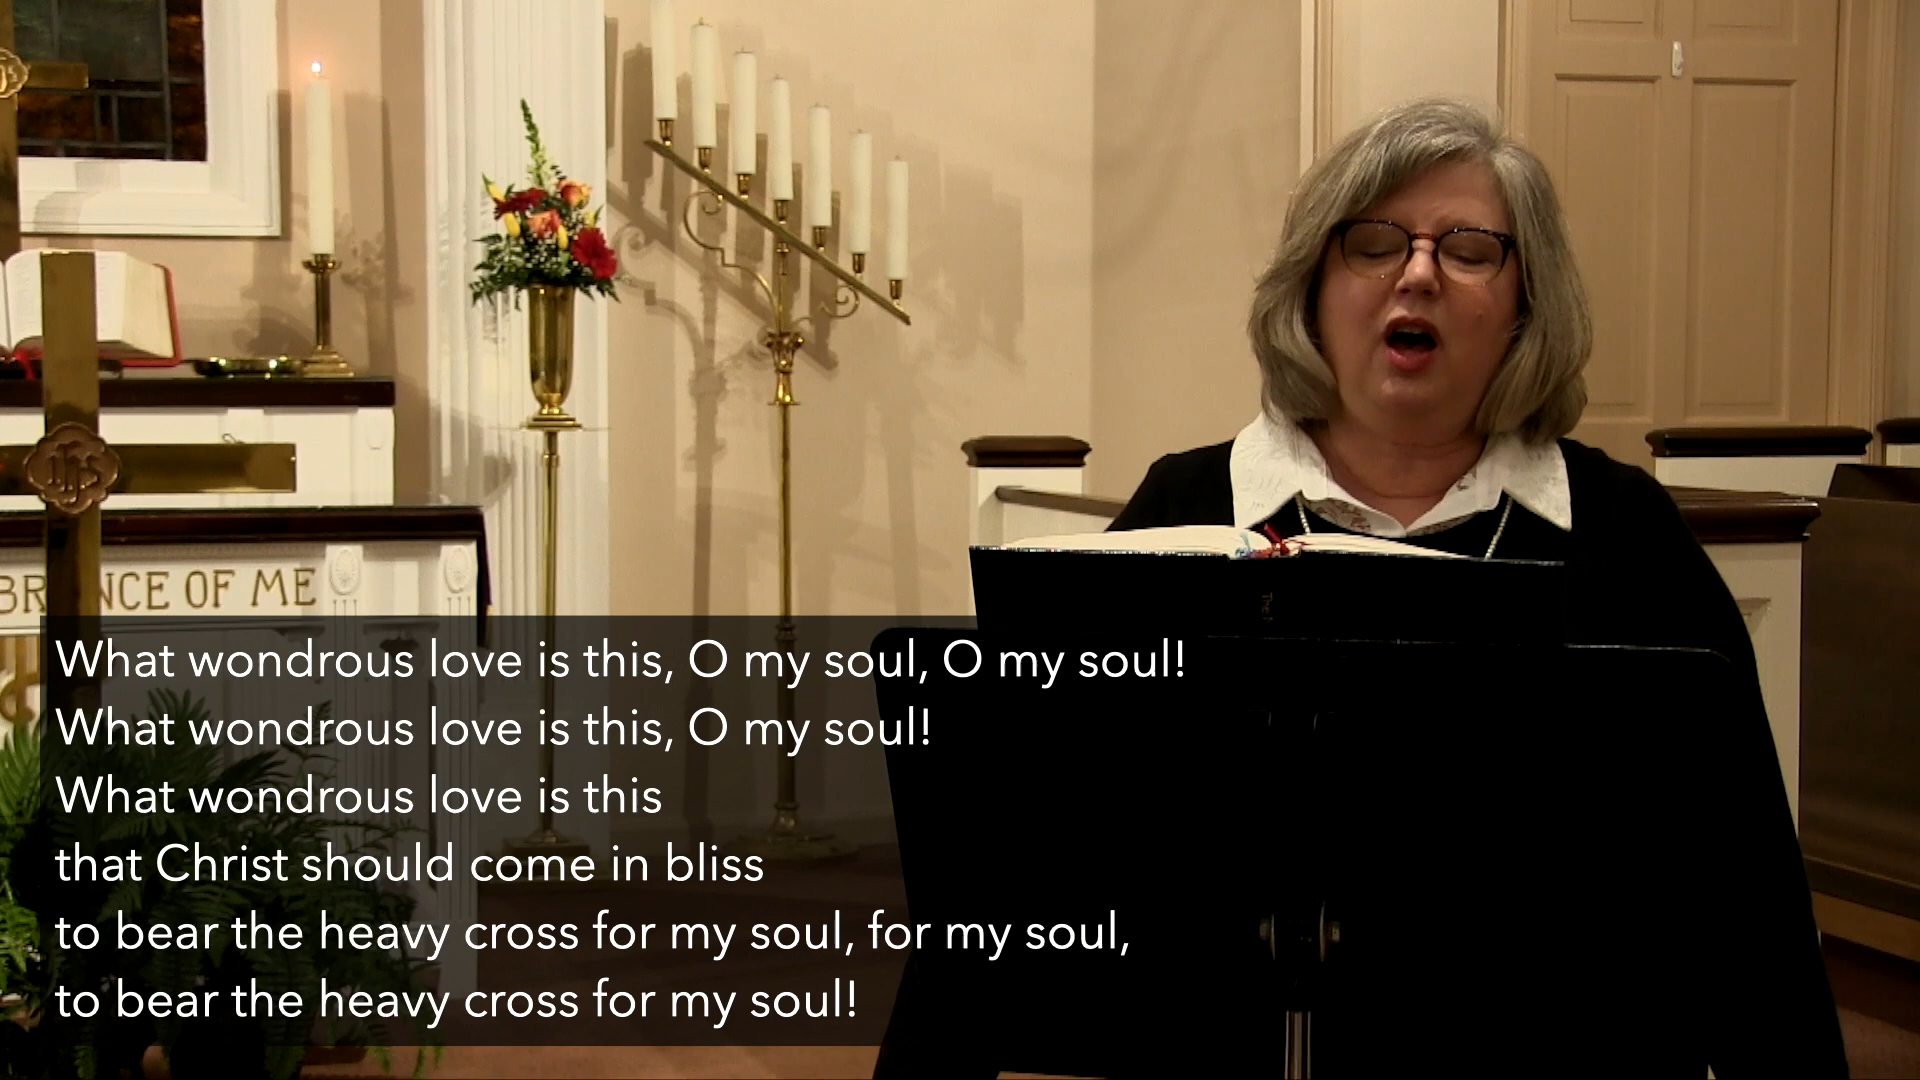 BRANCE OF ME
IHS
What wondrous love is this, O my soul, O my soul!
What wondrous love is this, O my soul!
What wondrous love is this
that Christ should come in bliss
to bear the heavy cross for my soul, for my soul,
to bear the heavy cross for my soul!